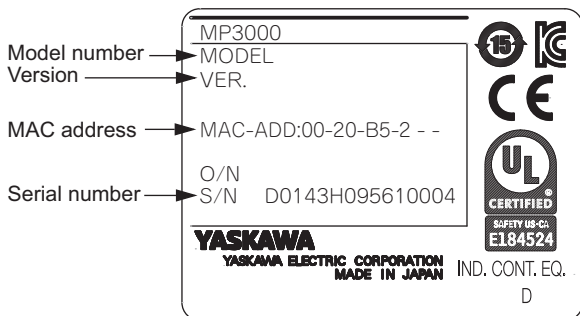 MP3000
Model number MODEL
Version VER.
MAC address MAC-ADD:00-20-B5-2 - -
O/N
Serial number S/N D0143H095610004
YASKAWA
YASKAWA ELECTRIC CORPORATION
MADE IN JAPAN
15
CE
UL
®
CERTIFIED
SAFETY US-CA
E184524
IND. CONT. EQ.
D